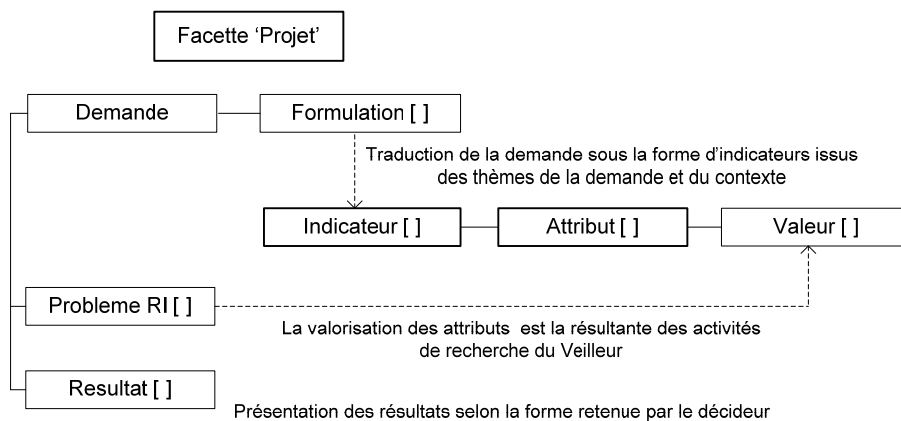 Facette ‘Projet’
Demande
Formulation [ ]
Traduction de la demande sous la forme d’indicateurs issus
des thèmes de la demande et du contexte
Indicateur [ ]
Attribut [ ]
Valeur [ ]
Probleme RI [ ]
La valorisation des attributs est la résultante des activités
de recherche du Veilleur
Resultat [ ]
Présentation des résultats selon la forme retenue par le décideur